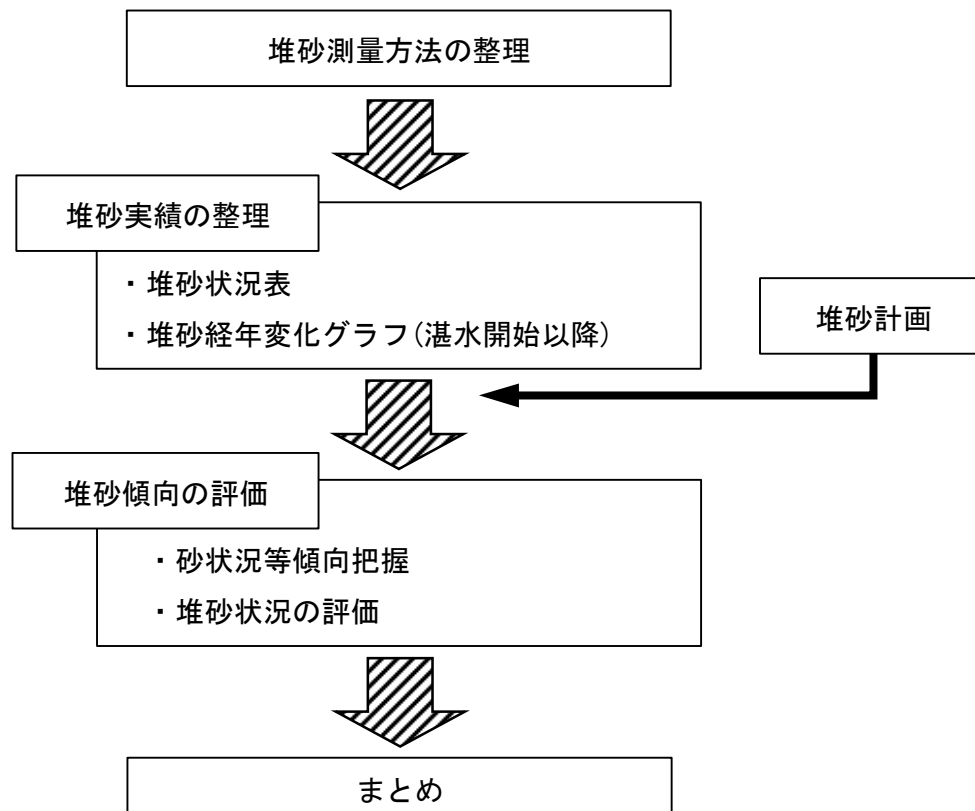 堆砂測量方法の整理
堆砂実績の整理
・堆砂状況表
・堆砂経年変化グラフ(湛水開始以降)
堆砂計画
堆砂傾向の評価
・砂状況等傾向把握
・堆砂状況の評価
まとめ